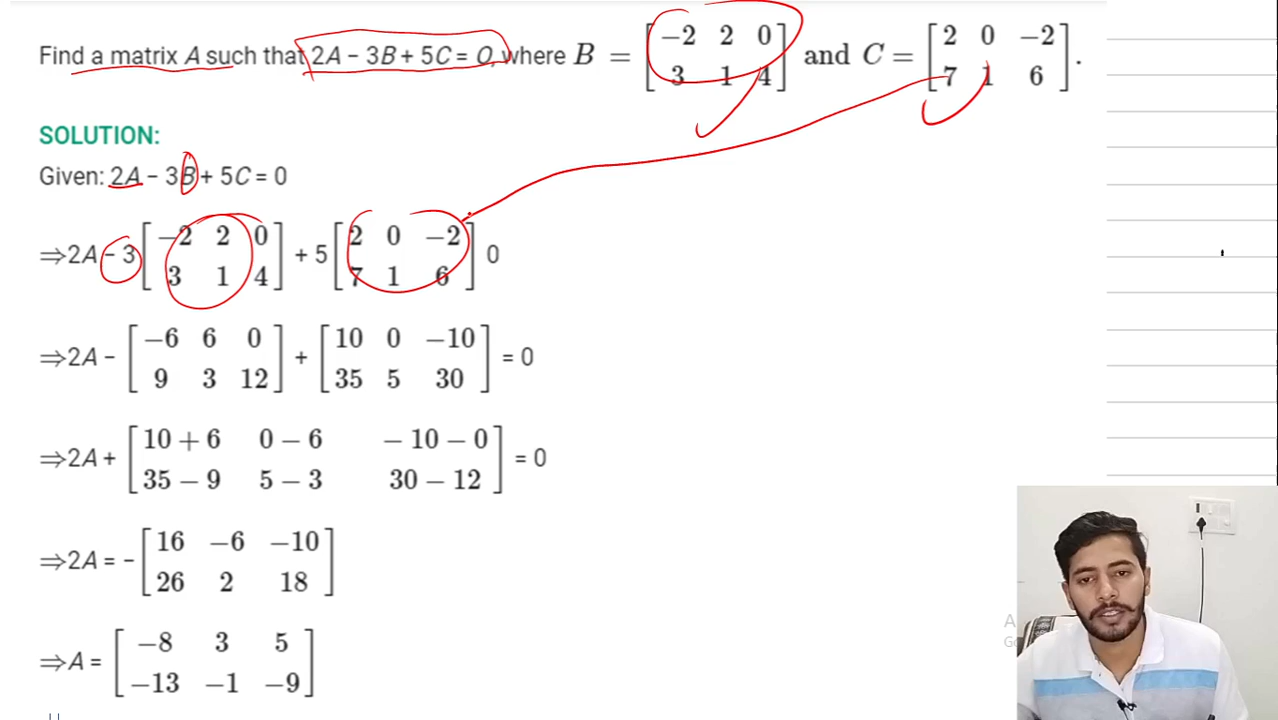 Find a matrix A such that 2A − 3B + 5C = O, where B = [−2 2 0; 3 1 4] and C = [2 0 −2; 7 1 6].
SOLUTION:
Given: 2A − 3B + 5C = 0
⇒2A − 3 [−2 2 0; 3 1 4] + 5 [2 0 −2; 7 1 6] 0
⇒2A − [−6 6 0; 9 3 12] + [10 0 −10; 35 5 30] = 0
⇒2A + [10 + 6 0 − 6 − 10 − 0; 35 − 9 5 − 3 30 − 12] = 0
⇒2A = − [16 −6 −10; 26 2 18]
⇒A = [−8 3 5; −13 −1 −9]